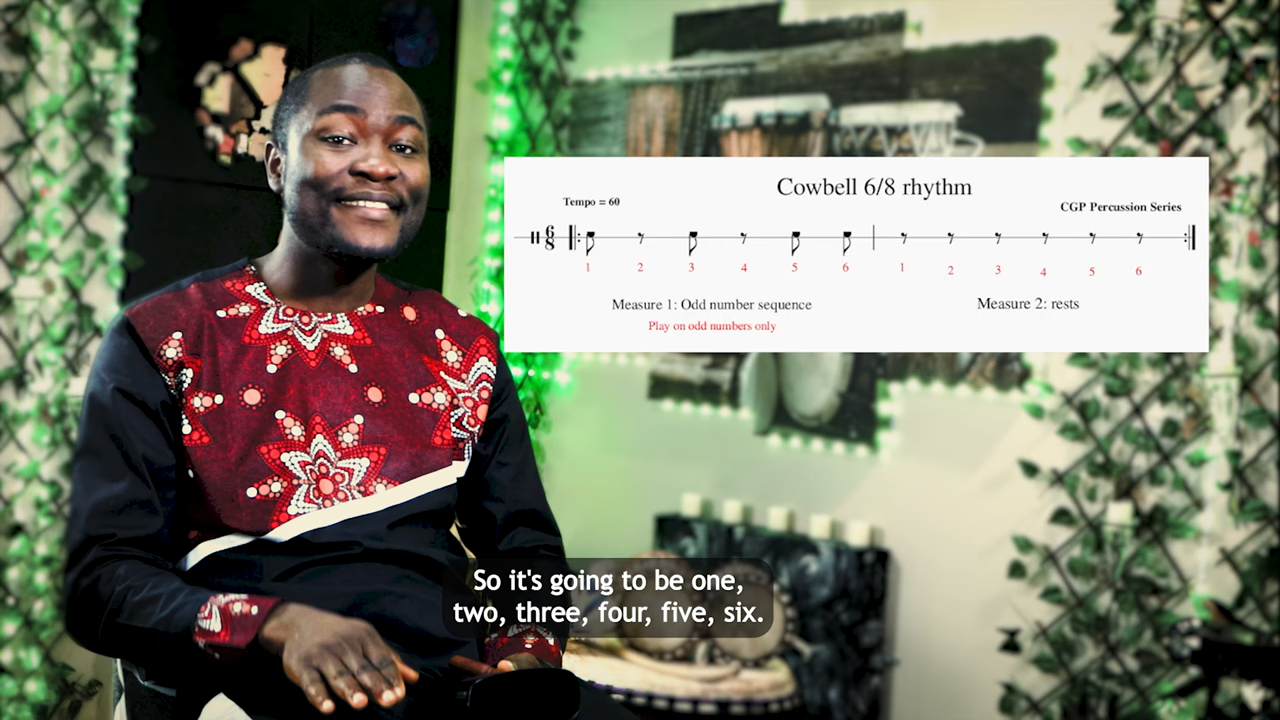 Cowbell 6/8 rhythm
Tempo = 60
CGP Percussion Series
6
8
1 2 3 4 5 6 1 2 3 4 5 6
Measure 1: Odd number sequence
Measure 2: rests
Play on odd numbers only
So it's going to be one,
two, three, four, five, six.